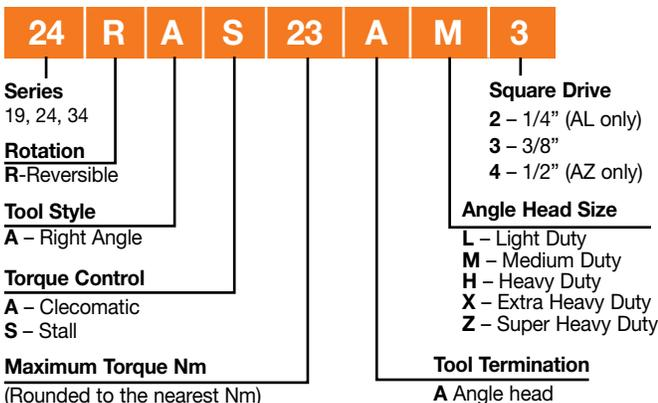 24 R A S 23 A M 3
Series
19, 24, 34
Rotation
R-Reversible
Tool Style
A – Right Angle
Torque Control
A – Clecomatic
S – Stall
Maximum Torque Nm
(Rounded to the nearest Nm)
Square Drive
2 – 1/4” (AL only)
3 – 3/8”
4 – 1/2” (AZ only)
Angle Head Size
L – Light Duty
M – Medium Duty
H – Heavy Duty
X – Extra Heavy Duty
Z – Super Heavy Duty
Tool Termination
A Angle head